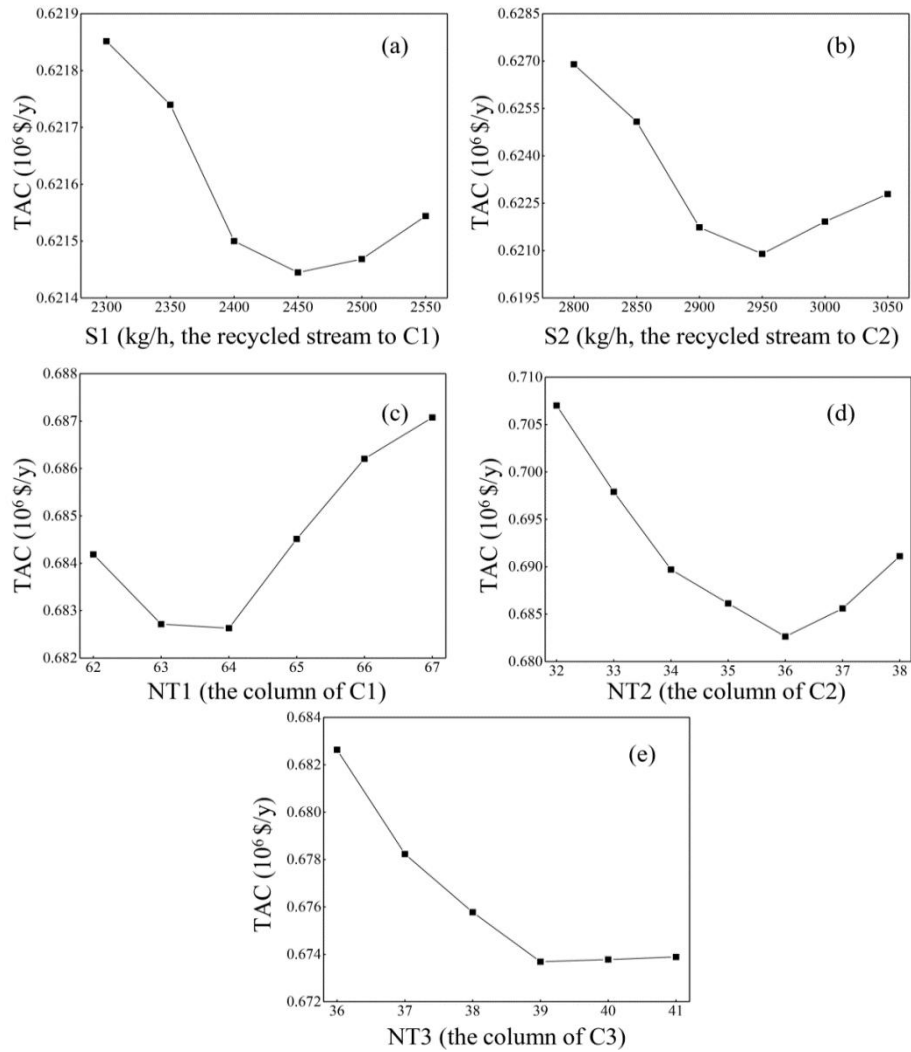 (a)
TAC (10⁶ $/y)
0.6219
0.6218
0.6217
0.6216
0.6215
0.6214
2300 2350 2400 2450 2500 2550
S1 (kg/h, the recycled stream to C1)
(b)
TAC (10⁶ $/y)
0.6285
0.6270
0.6255
0.6240
0.6225
0.6210
0.6195
2800 2850 2900 2950 3000 3050
S2 (kg/h, the recycled stream to C2)
(c)
TAC (10⁶ $/y)
0.688
0.687
0.686
0.685
0.684
0.683
0.682
62 63 64 65 66 67
NT1 (the column of C1)
(d)
TAC (10⁶ $/y)
0.710
0.705
0.700
0.695
0.690
0.685
0.680
32 33 34 35 36 37 38
NT2 (the column of C2)
(e)
TAC (10⁶ $/y)
0.684
0.682
0.680
0.678
0.676
0.674
0.672
36 37 38 39 40 41
NT3 (the column of C3)